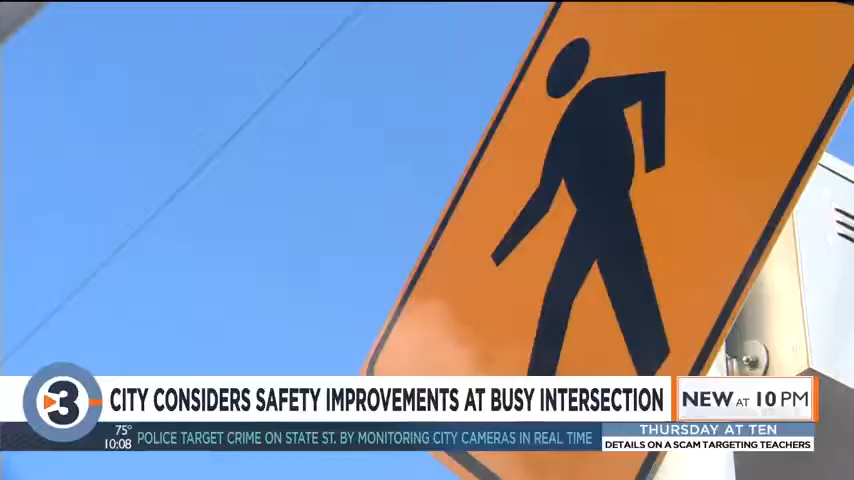 3
CITY CONSIDERS SAFETY IMPROVEMENTS AT BUSY INTERSECTION
NEW AT 10 PM
75°
10:08
POLICE TARGET CRIME ON STATE ST. BY MONITORING CITY CAMERAS IN REAL TIME
THURSDAY AT TEN
DETAILS ON A SCAM TARGETING TEACHERS